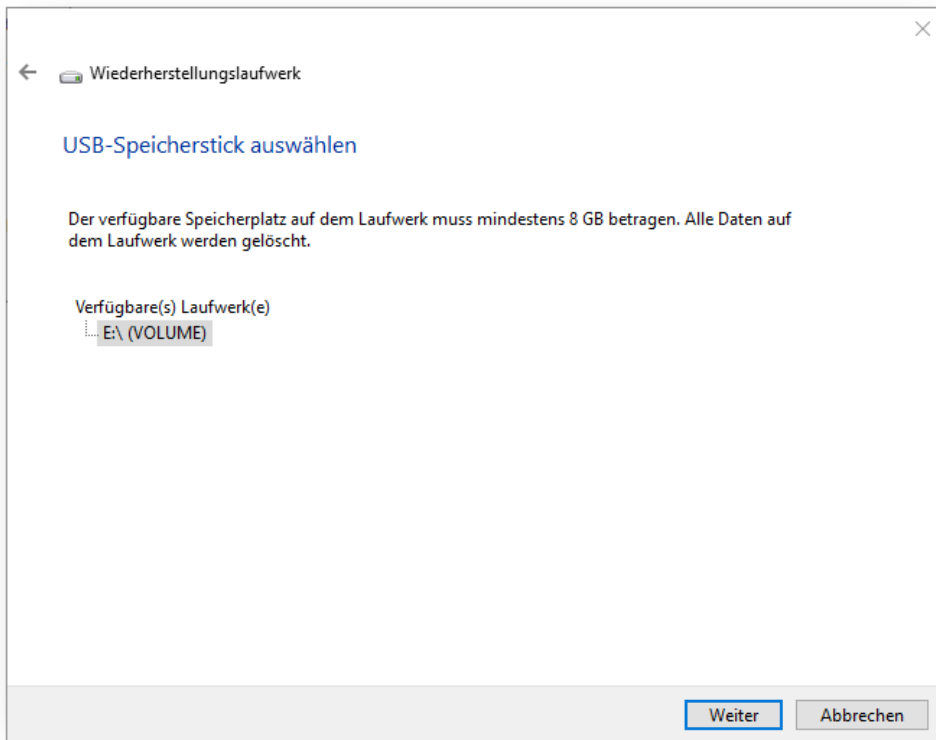 Wiederherstellungslaufwerk
USB-Speicherstick auswählen
Der verfügbare Speicherplatz auf dem Laufwerk muss mindestens 8 GB betragen. Alle Daten auf
dem Laufwerk werden gelöscht.
Verfügbare(s) Laufwerk(e)
E:\ (VOLUME)
Weiter
Abbrechen